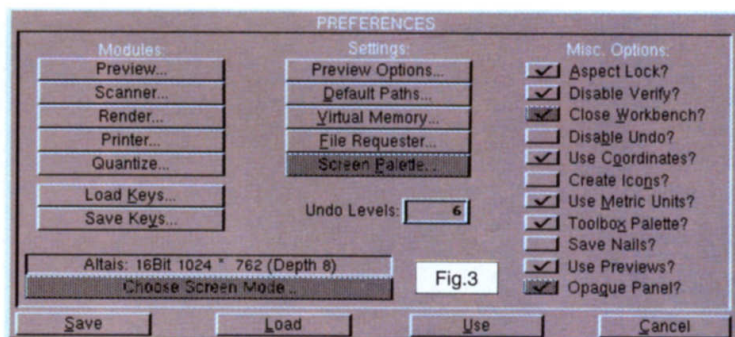 PREFERENCES
Modules:
Preview...
Scanner...
Render...
Printer...
Quantize...
Load Keys...
Save Keys...
Settings:
Preview Options...
Default Paths...
Virtual Memory...
File Requester...
Screen Palette...
Undo Levels: 6
Misc. Options:
Aspect Lock?
Disable Verify?
Close Workbench?
Disable Undo?
Use Coordinates?
Create Icons?
Use Metric Units?
Toolbox Palette?
Save Nails?
Use Previews?
Opaque Panel?
Altais: 16Bit 1024 * 762 (Depth 8)
Choose Screen Mode...
Fig.3
Save
Load
Use
Cancel